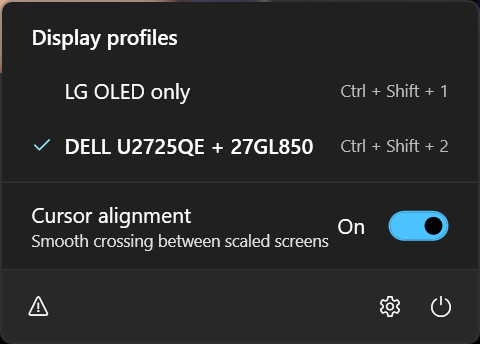 Display profiles
LG OLED only Ctrl + Shift + 1
DELL U2725QE + 27GL850 Ctrl + Shift + 2
Cursor alignment
Smooth crossing between scaled screens On